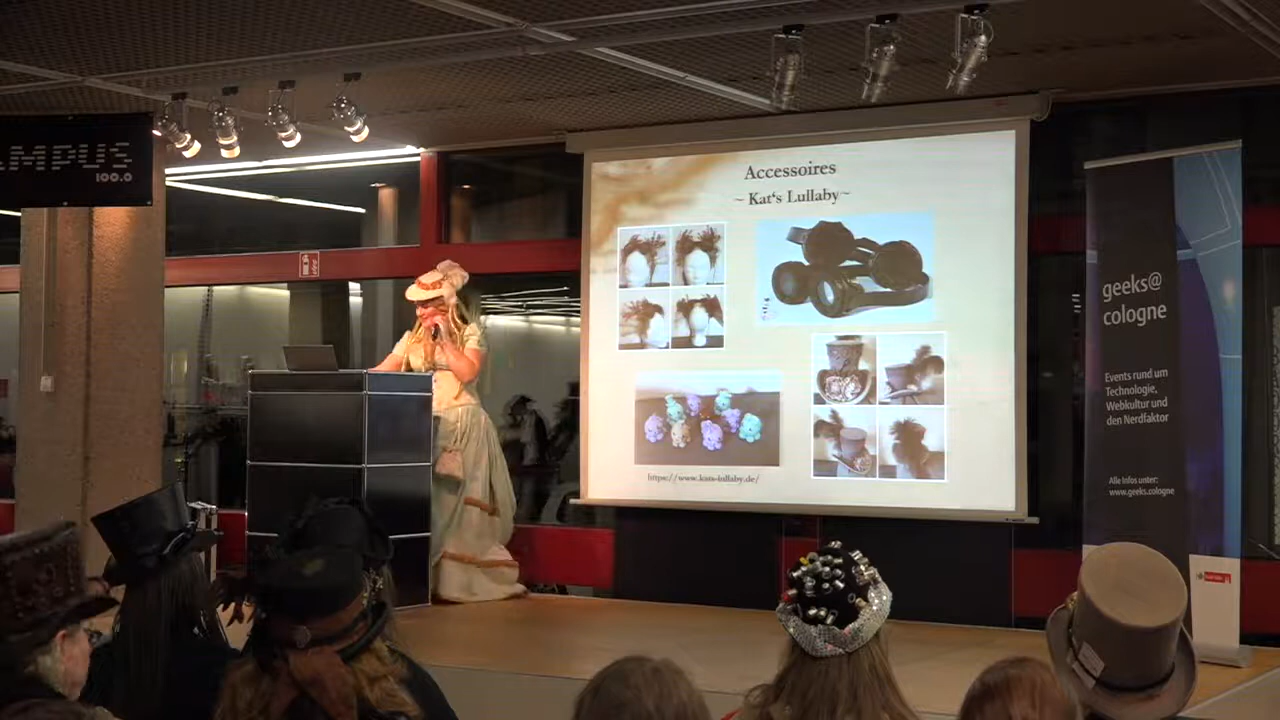 MPUS
100.0
Accessoires
~ Kat's Lullaby ~
https://www.kats-lullaby.de/
geeks@
cologne
Events rund um
Technologie,
Webkultur und
den Nerdfaktor
Alle Infos unter:
www.geeks.cologne